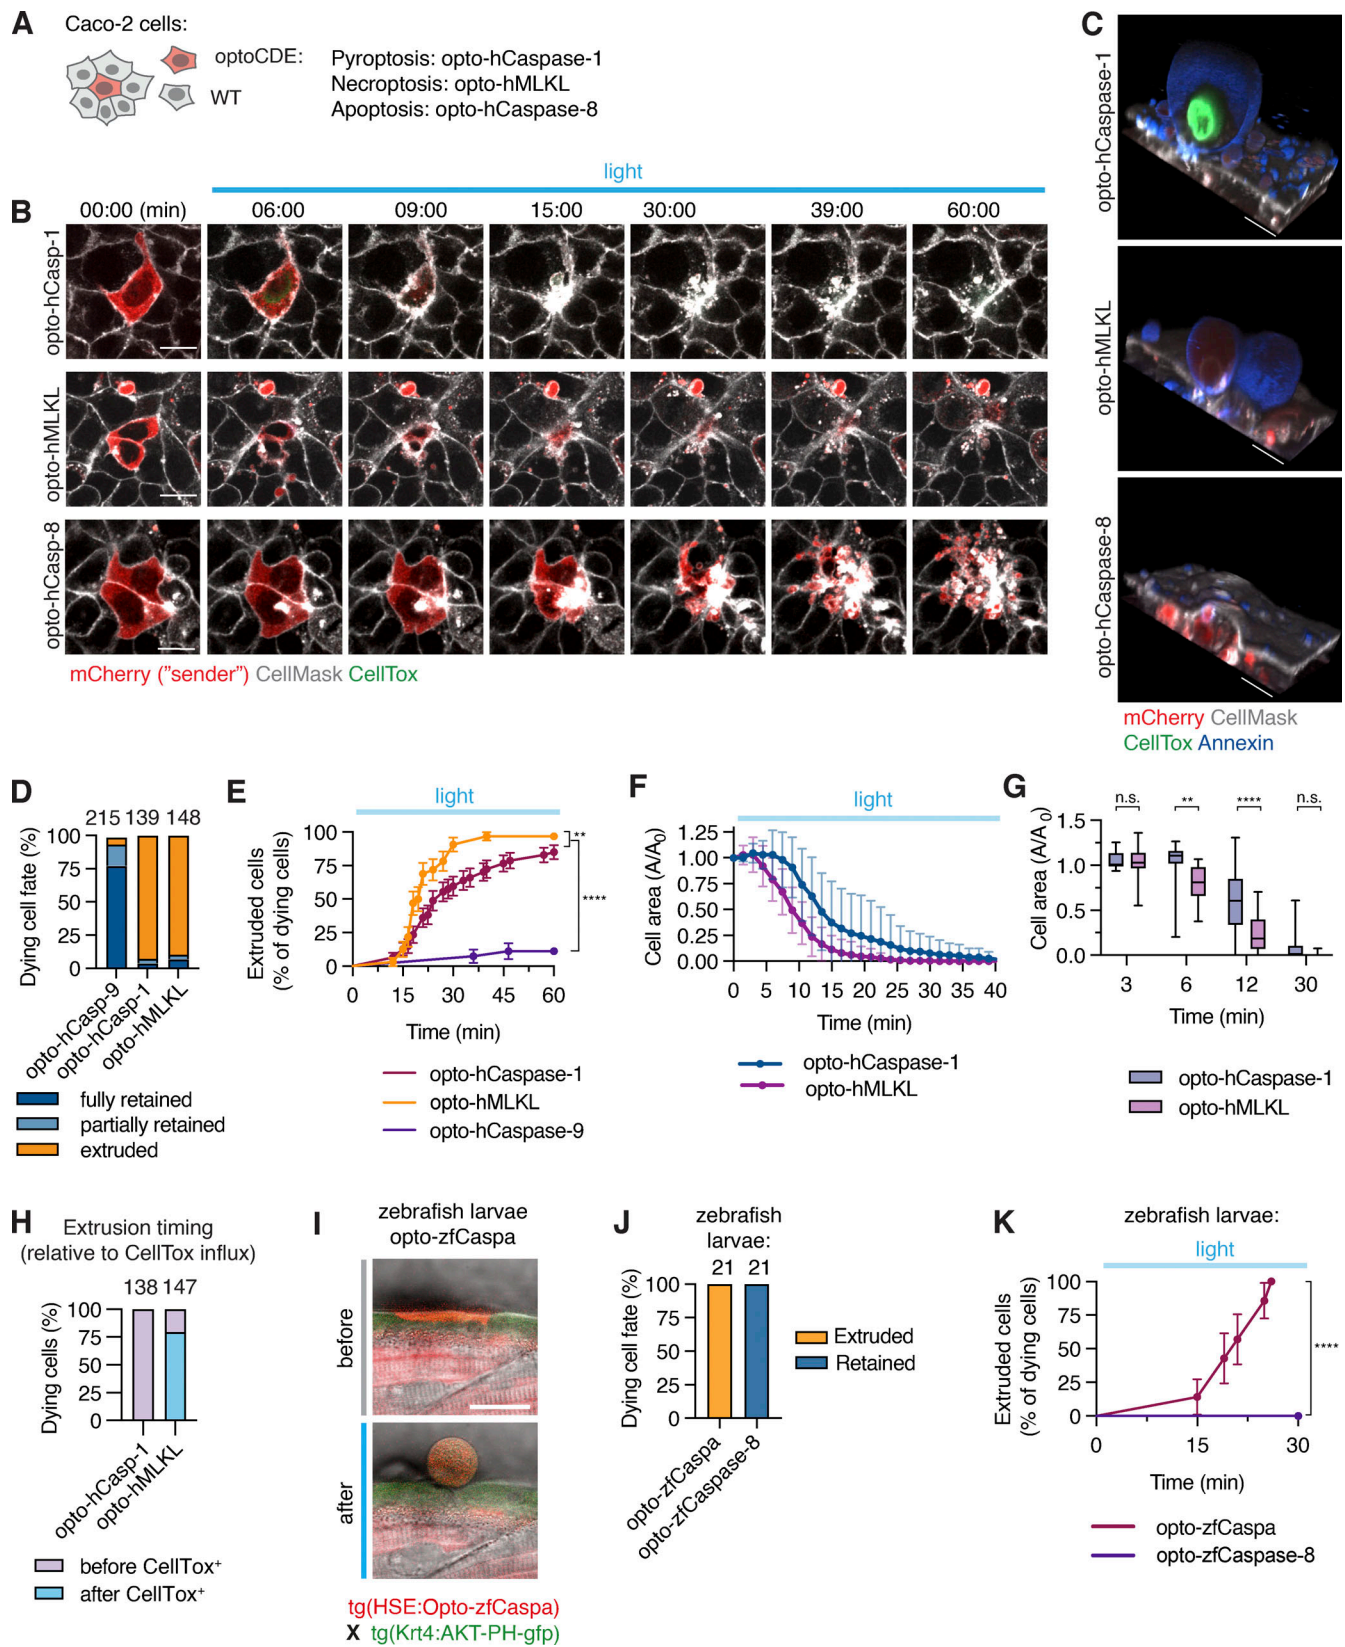 A
Caco-2 cells:
optoCDE:
WT
Pyroptosis: opto-hCaspase-1
Necroptosis: opto-hMLKL
Apoptosis: opto-hCaspase-8
light
B
00:00 (min) 06:00 09:00 15:00 30:00 39:00 60:00
opto-hCasp-1
opto-hMLKL
opto-hCasp-8
mCherry ("sender") CellMask CellTox
C
opto-hCaspase-1
opto-hMLKL
opto-hCaspase-8
mCherry CellMask
CellTox Annexin
D
215 139 148
Dying cell fate (%)
100
75
50
25
0
opto-hCasp-9
opto-hCasp-1
opto-hMLKL
fully retained
partially retained
extruded
E
light
Extruded cells
(% of dying cells)
100
75
50
25
0
0 15 30 45 60
Time (min)
**
****
opto-hCaspase-1
opto-hMLKL
opto-hCaspase-9
F
light
Cell area (A/A0)
1.25
1.00
0.75
0.50
0.25
0.00
0 5 10 15 20 25 30 35 40
Time (min)
opto-hCaspase-1
opto-hMLKL
G
n.s. ** **** n.s.
Cell area (A/A0)
1.5
1.0
0.5
0.0
3 6 12 30
Time (min)
opto-hCaspase-1
opto-hMLKL
H
Extrusion timing
(relative to CellTox influx)
138 147
Dying cells (%)
100
75
50
25
0
opto-hCasp-1
opto-hMLKL
before CellTox+
after CellTox+
I
zebrafish larvae
opto-zfCaspa
before
after
tg(HSE:Opto-zfCaspa)
X tg(Krt4:AKT-PH-gfp)
J
zebrafish
larvae:
21 21
Dying cell fate (%)
100
75
50
25
0
opto-zfCaspa
opto-zfCaspase-8
Extruded
Retained
K
zebrafish larvae:
light
Extruded cells
(% of dying cells)
100
75
50
25
0
0 15 30
Time (min)
****
opto-zfCaspa
opto-zfCaspase-8